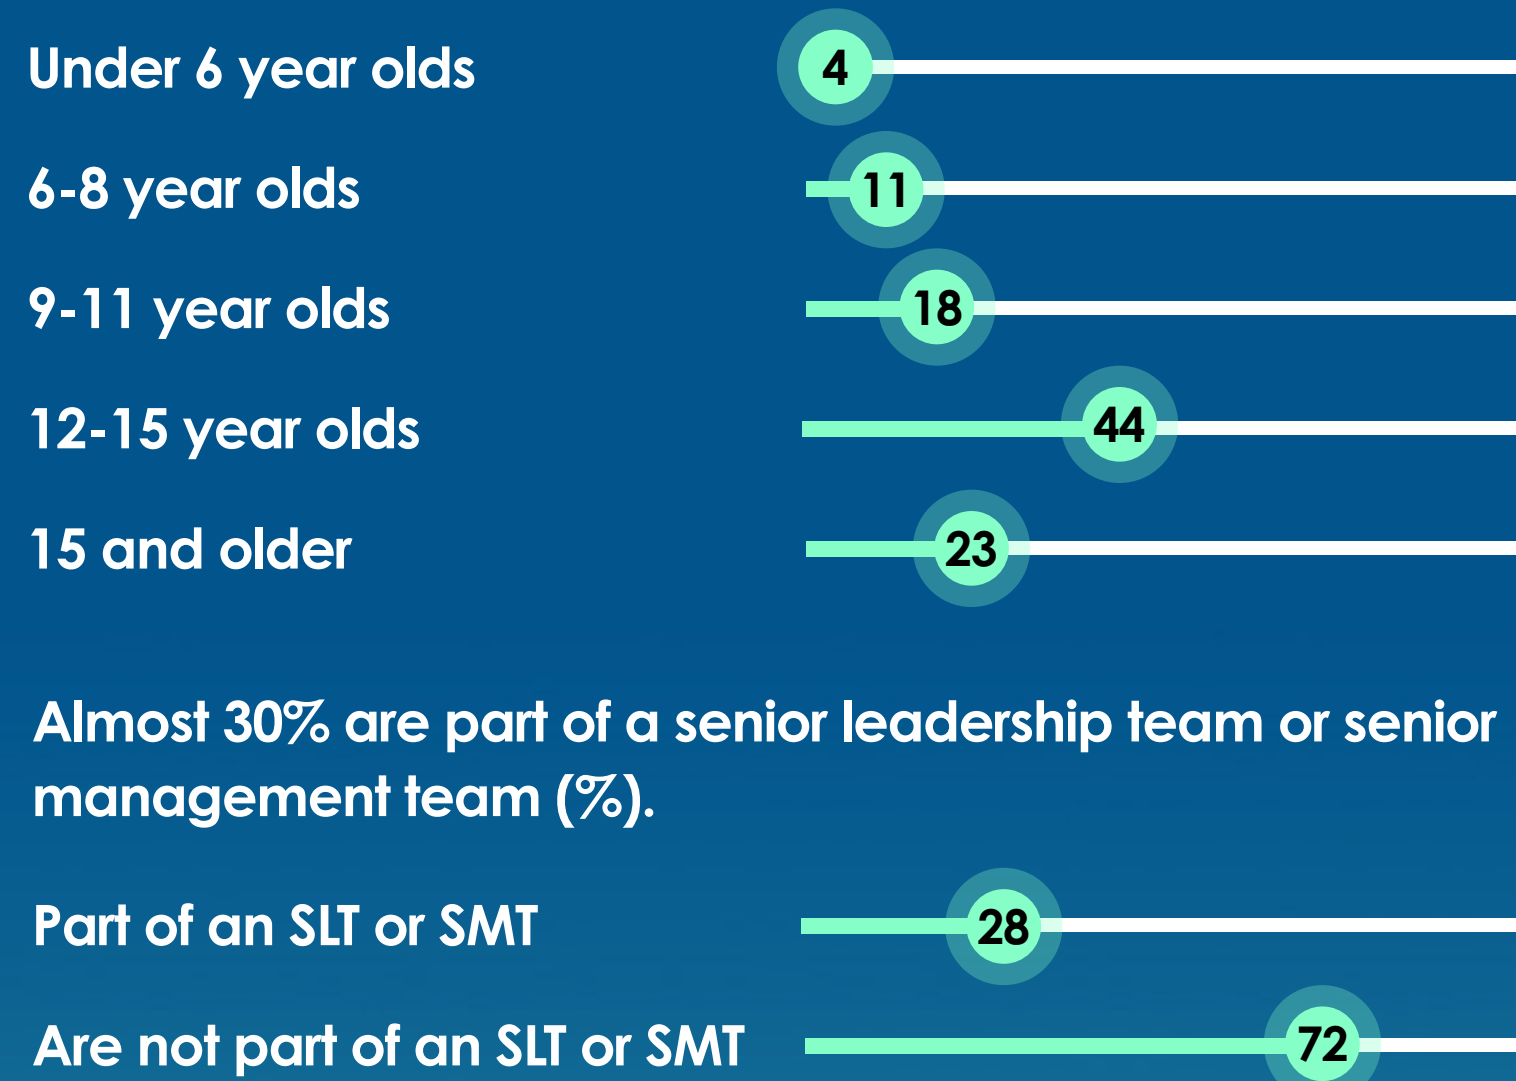 Under 6 year olds 4
6-8 year olds 11
9-11 year olds 18
12-15 year olds 44
15 and older 23
Almost 30% are part of a senior leadership team or senior
management team (%).
Part of an SLT or SMT 28
Are not part of an SLT or SMT 72